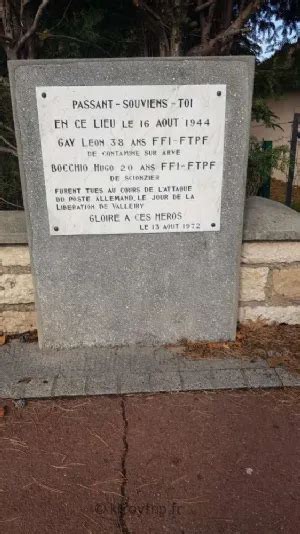 PASSANT-SOUVIENS-TOI
EN CE LIEU LE 16 AOUT 1944
GAY LEON 38 ANS FFI-FTPF
DE CONTAMINE SUR ARVE
BOCCHIO HUGO 20 ANS FFI-FTPF
DE SCIONZIER
FURENT TUES AU COURS DE L'ATTAQUE
DU POSTE ALLEMAND, LE JOUR DE LA
LIBERATION DE VALLEIRY
GLOIRE A CES HEROS
LE 13 AOUT 1972